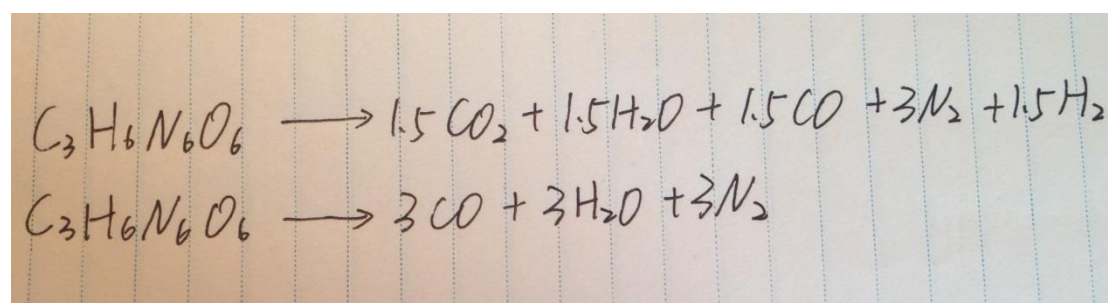 C₃H₆N₆O₆ ⟶ 1.5CO₂ + 1.5H₂O + 1.5CO + 3N₂ + 1.5H₂
C₃H₆N₆O₆ ⟶ 3CO + 3H₂O + 3N₂